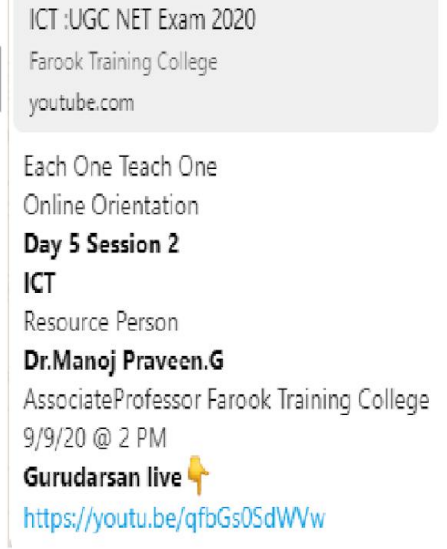 ICT :UGC NET Exam 2020
Farook Training College
youtube.com
Each One Teach One
Online Orientation
Day 5 Session 2
ICT
Resource Person
Dr.Manoj Praveen.G
AssociateProfessor Farook Training College
9/9/20 @ 2 PM
Gurudarsan live👇
https://youtu.be/qfbGs0SdWVw